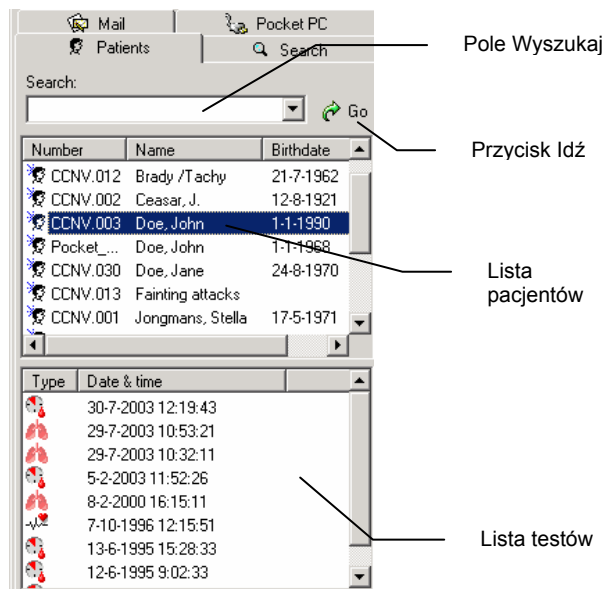 Mail Pocket PC
Patients Search
Pole Wyszukaj
Search:
Go
Przycisk Idź
Number Name Birthdate
CCNV.012 Brady /Tachy 21-7-1962
CCNV.002 Ceasar, J. 12-8-1921
CCNV.003 Doe, John 1-1-1990
Pocket_... Doe, John 1-1-1968
CCNV.030 Doe, Jane 24-8-1970
CCNV.013 Fainting attacks
CCNV.001 Jongmans, Stella 17-5-1971
Lista
pacjentów
Type Date & time
30-7-2003 12:19:43
29-7-2003 10:53:21
29-7-2003 10:32:11
5-2-2003 11:52:26
8-2-2000 16:15:11
7-10-1996 12:15:51
13-6-1995 15:28:33
12-6-1995 9:02:33
Lista testów